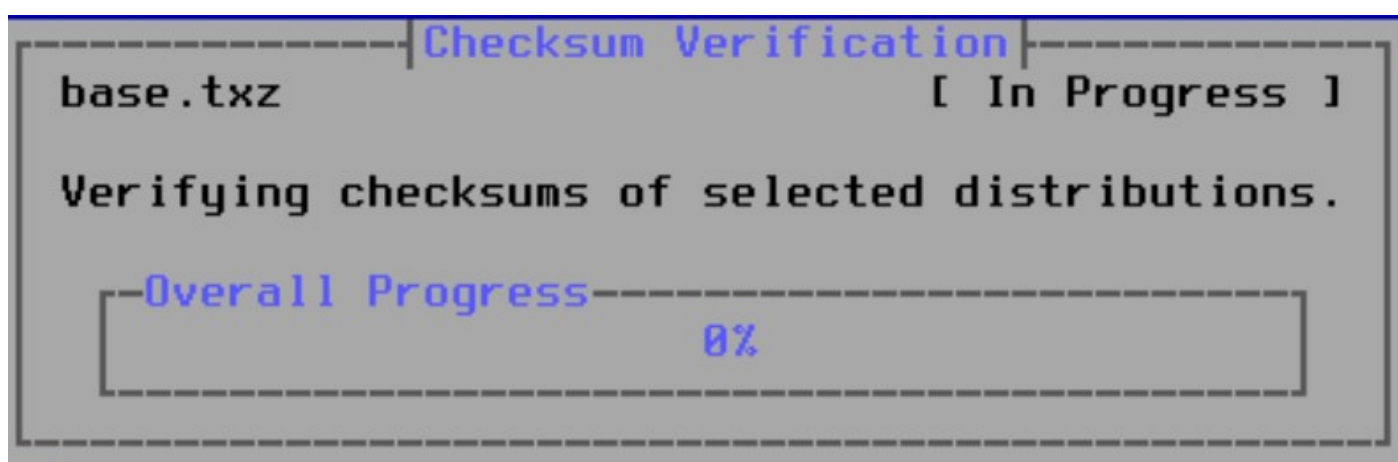 Checksum Verification
base.txz [ In Progress ]
Verifying checksums of selected distributions.
Overall Progress
0%